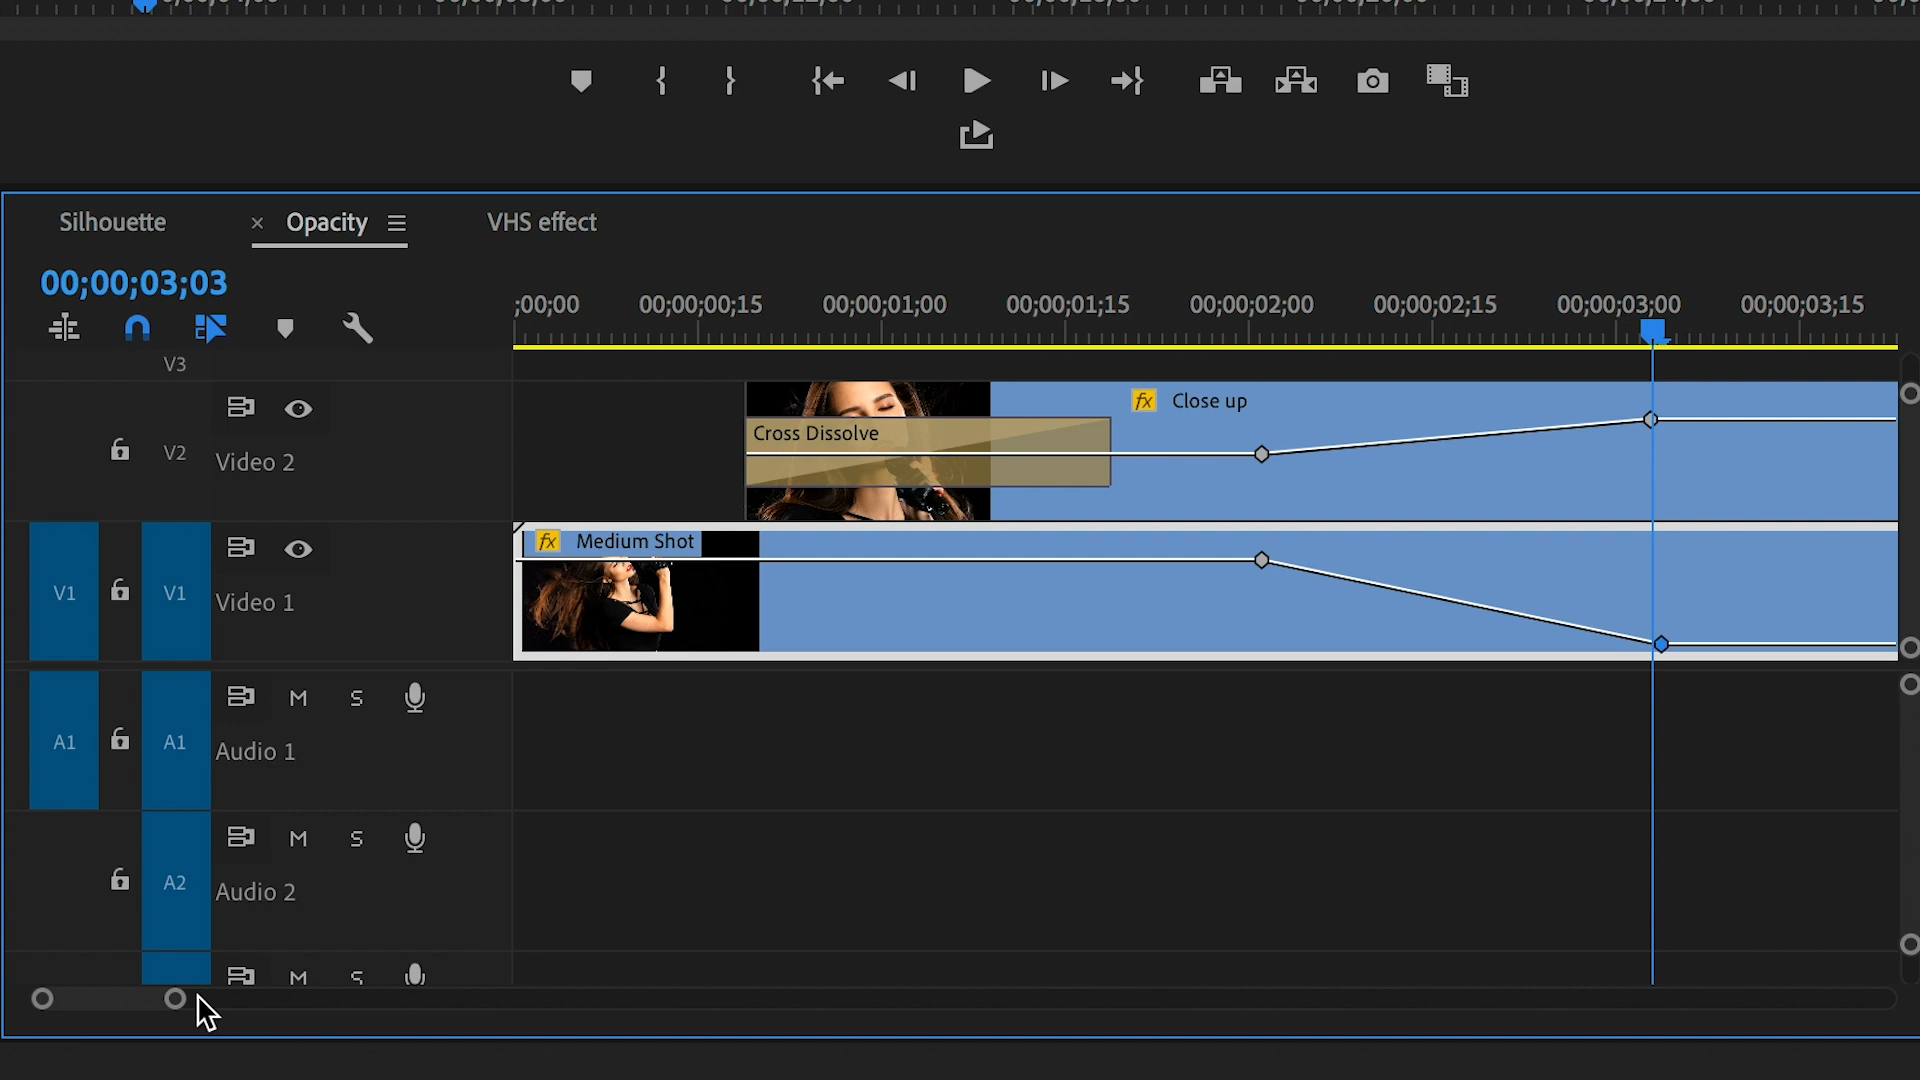 Silhouette × Opacity VHS effect
00;00;03;03
;00;00 00;00;00;15 00;00;01;00 00;00;01;15 00;00;02;00 00;00;02;15 00;00;03;00 00;00;03;15
V3
fx Close up
Cross Dissolve
V2 Video 2
fx Medium Shot
V1 V1 Video 1
M S
A1 A1 Audio 1
M S
A2 Audio 2
M S